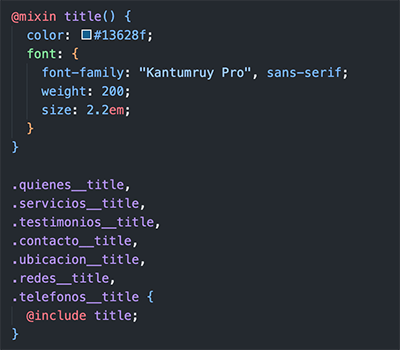 @mixin title() {
color: #13628f;
font: {
font-family: "Kantumruy Pro", sans-serif;
weight: 200;
size: 2.2em;
}
}
.quienes__title,
.servicios__title,
.testimonios__title,
.contacto__title,
.ubicacion__title,
.redes__title,
.telefonos__title {
@include title;
}